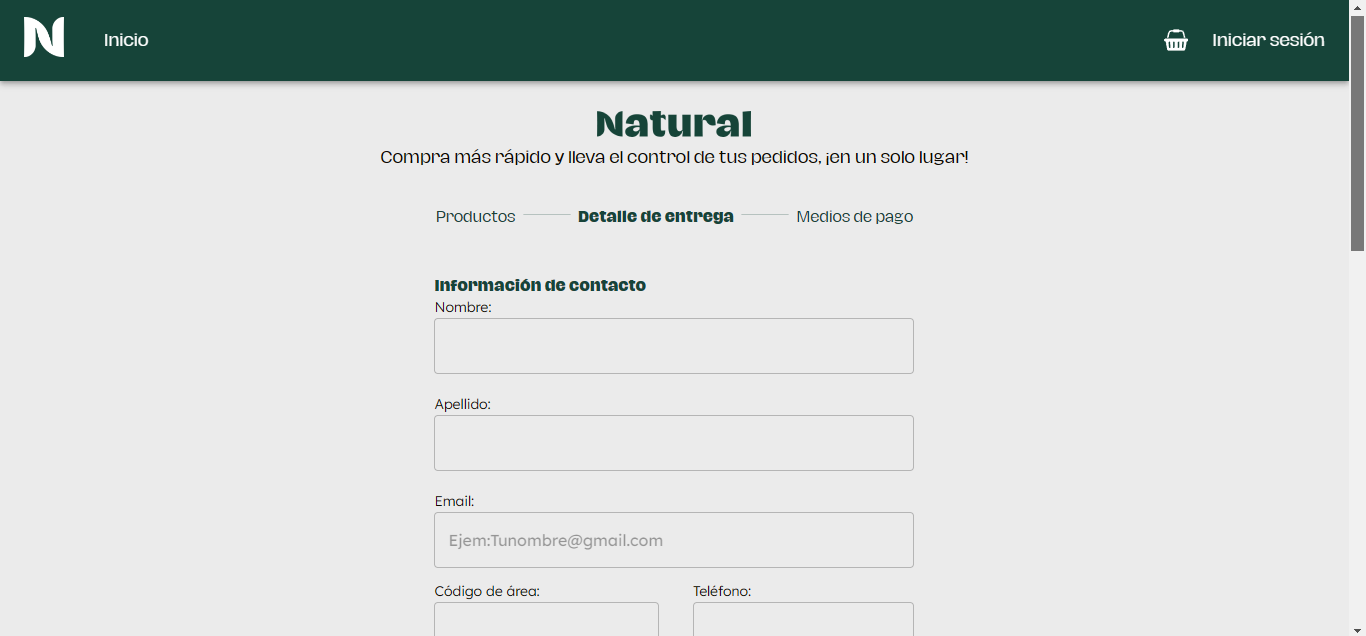 N Inicio Iniciar sesión
Natural
Compra más rápido y lleva el control de tus pedidos, ¡en un solo lugar!
Productos Detalle de entrega Medios de pago
Información de contacto
Nombre:
Apellido:
Email:
Ejem:Tunombre@gmail.com
Código de área: Teléfono: